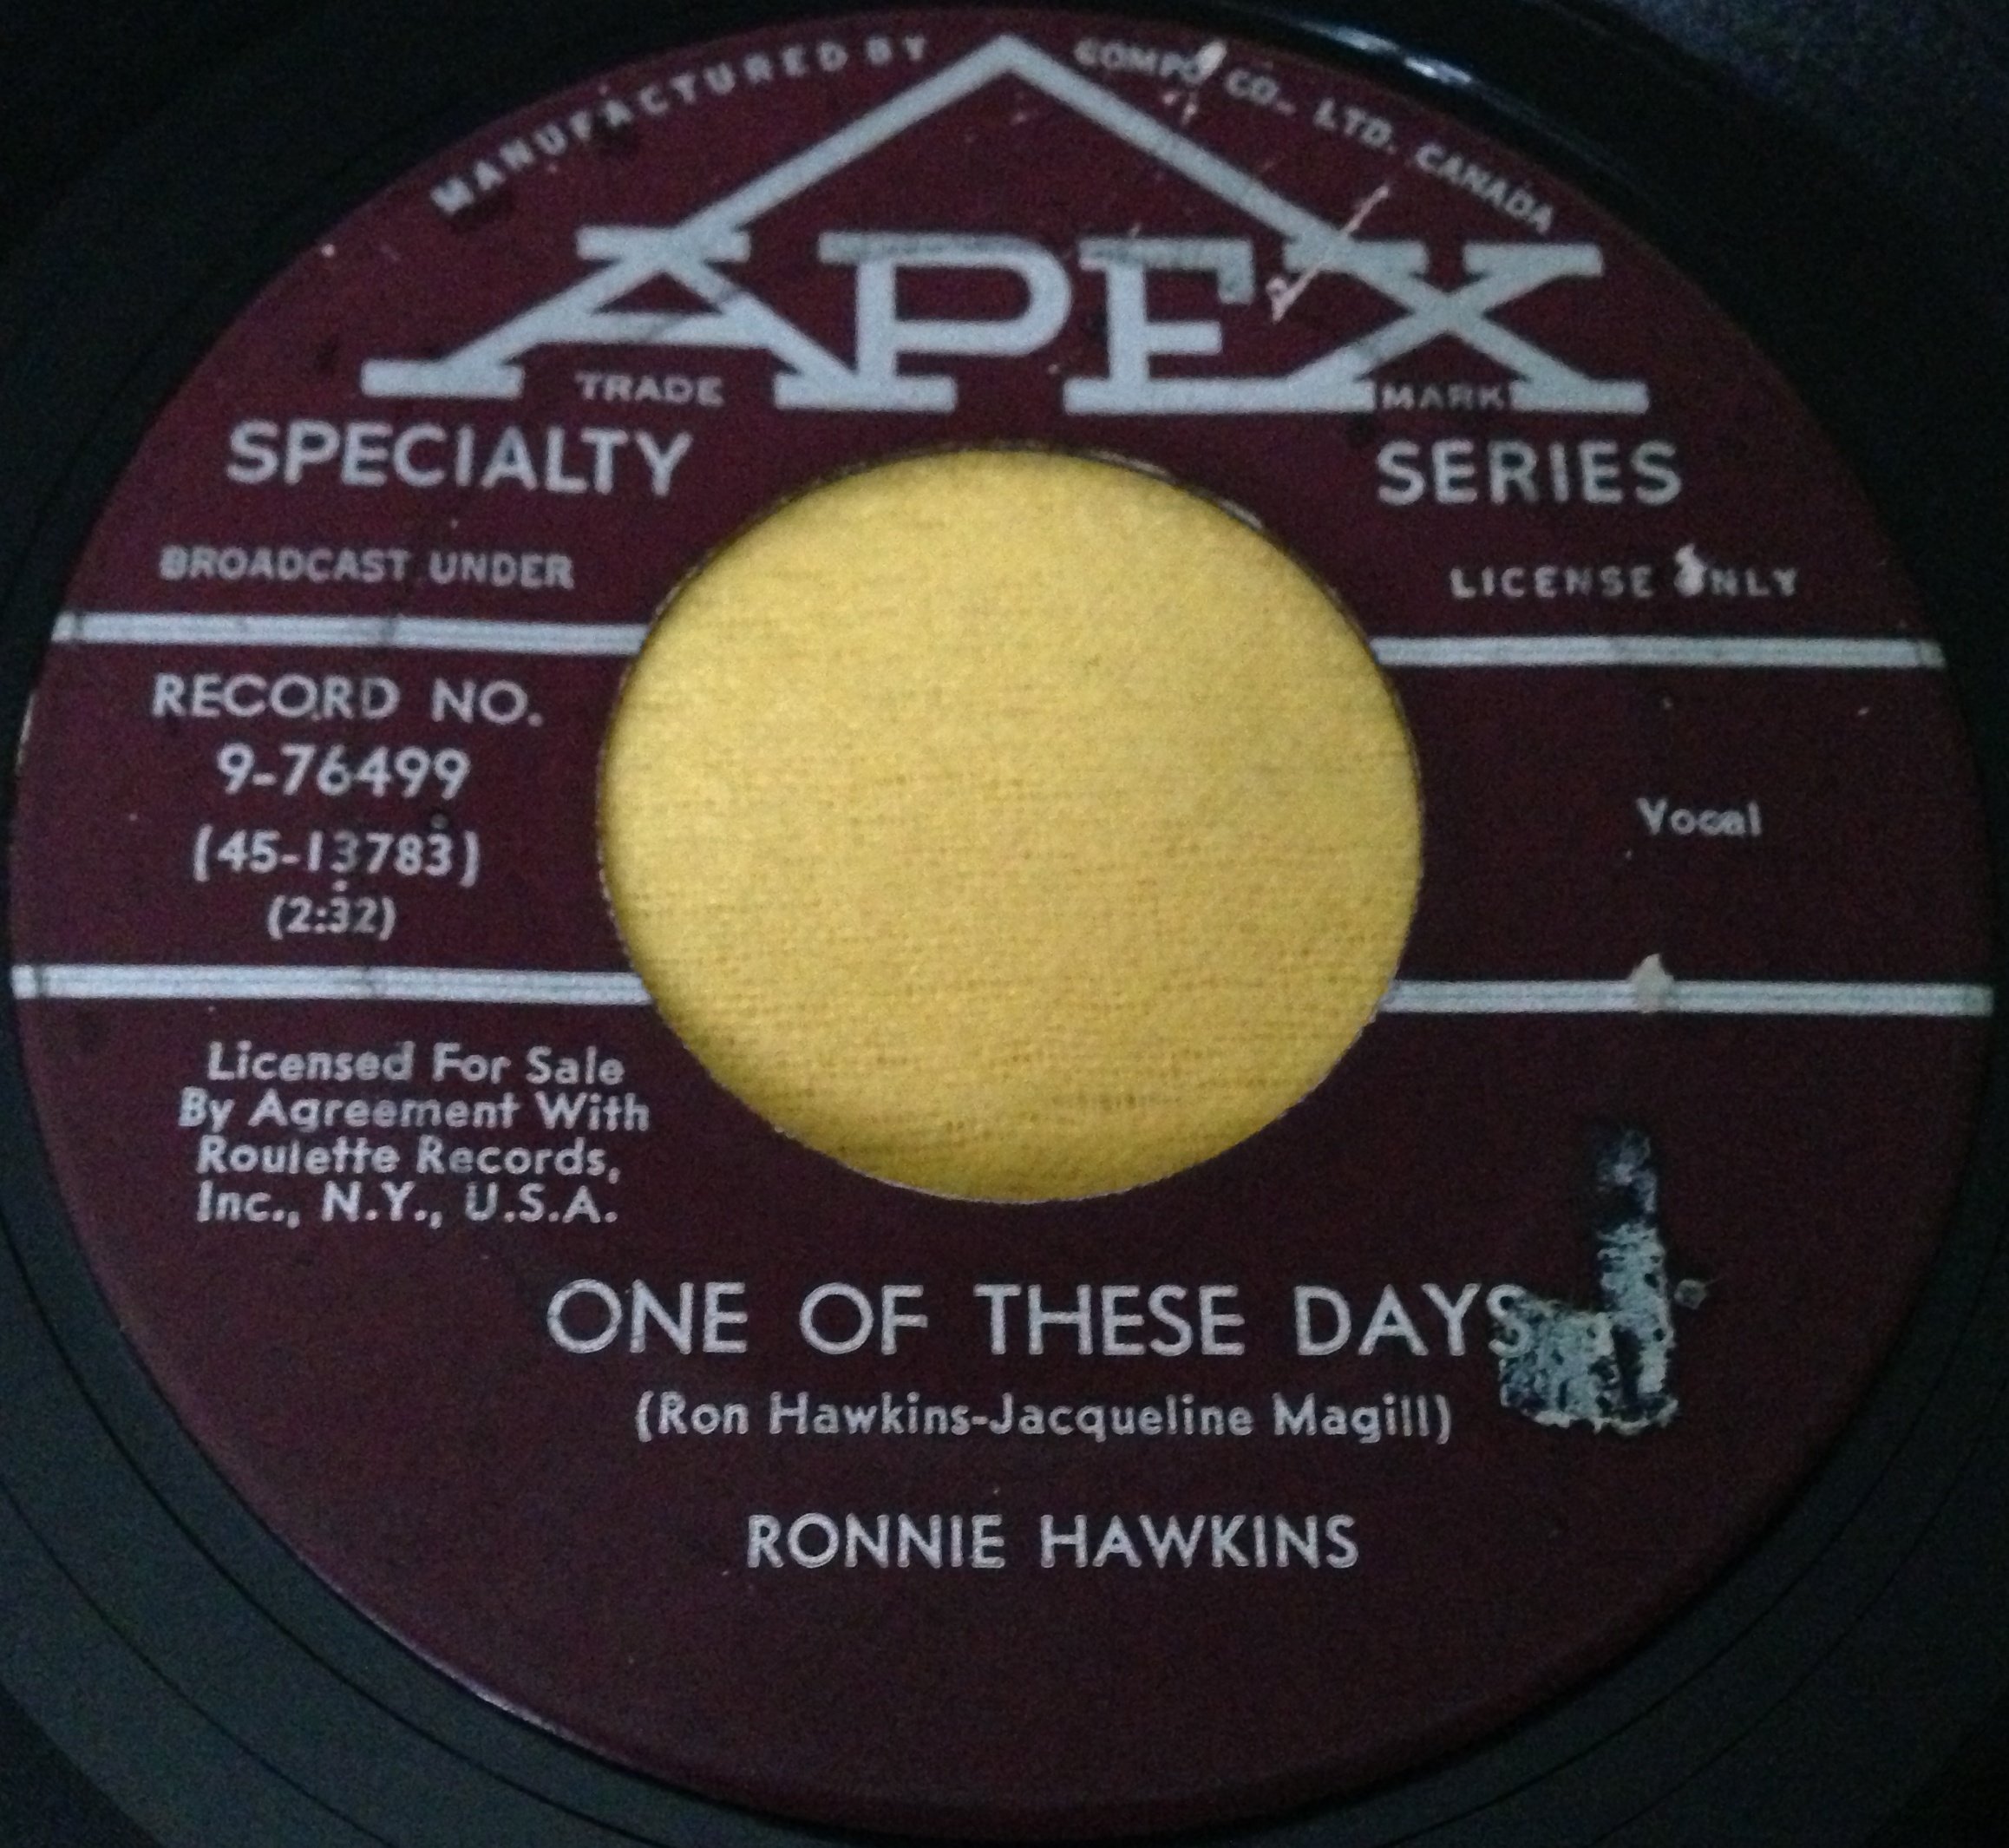 MANUFACTURED BY COMPO CO., LTD. CANADA
APEX
TRADE MARK
SPECIALTY SERIES
BROADCAST UNDER LICENSE ONLY
RECORD NO.
9-76499
(45-13783)
(2:32)
Vocal
Licensed For Sale
By Agreement With
Roulette Records,
Inc., N.Y., U.S.A.
ONE OF THESE DAYS
(Ron Hawkins-Jacqueline Magill)
RONNIE HAWKINS